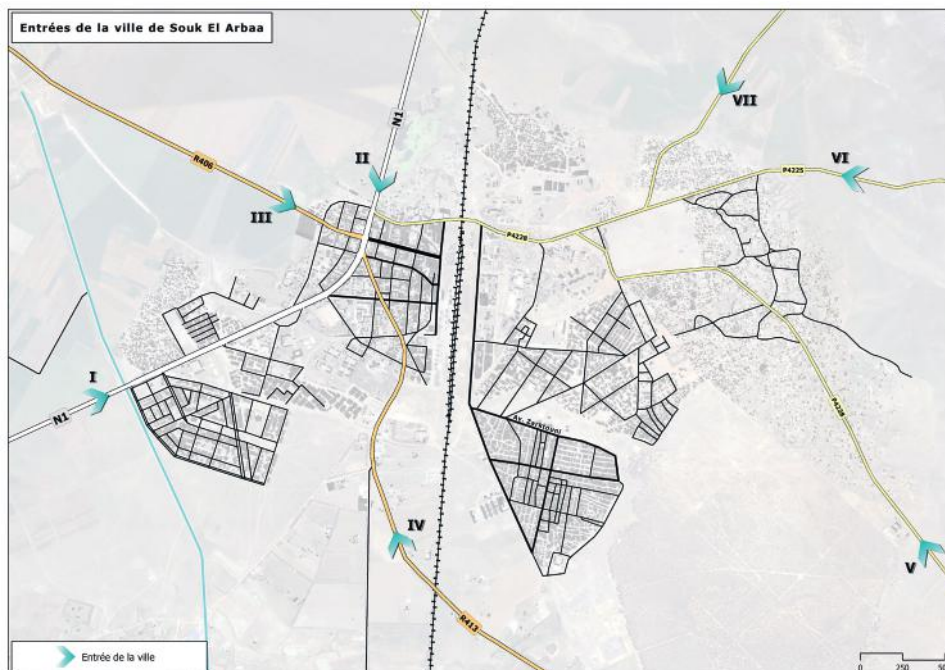 Entrées de la ville de Souk El Arbaa
N1
VII
R406
II
P4225
VI
III
P4226
I
N1
Av. Zerktouni
P4226
IV
V
R413
Entrée de la ville
0 250